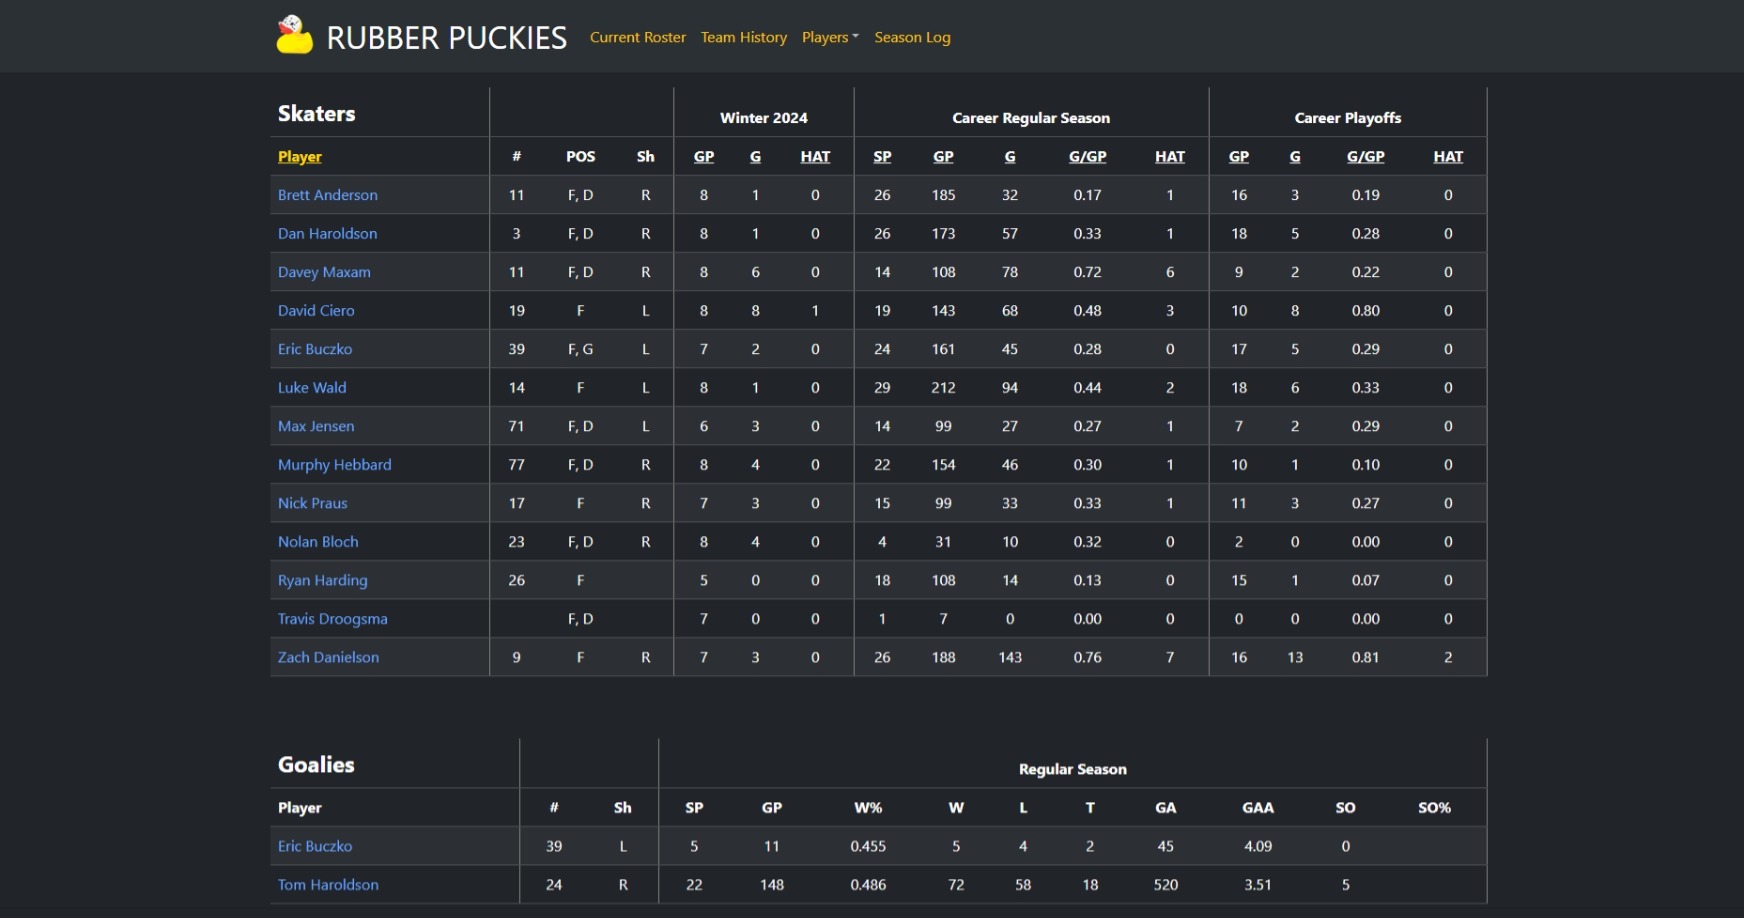 RUBBER PUCKIES Current Roster Team History Players Season Log
Skaters Winter 2024 Career Regular Season Career Playoffs
Player # POS Sh GP G HAT SP GP G G/GP HAT GP G G/GP HAT
Brett Anderson 11 F, D R 8 1 0 26 185 32 0.17 1 16 3 0.19 0
Dan Haroldson 3 F, D R 8 1 0 26 173 57 0.33 1 18 5 0.28 0
Davey Maxam 11 F, D R 8 6 0 14 108 78 0.72 6 9 2 0.22 0
David Ciero 19 F L 8 8 1 19 143 68 0.48 3 10 8 0.80 0
Eric Buczko 39 F, G L 7 2 0 24 161 45 0.28 0 17 5 0.29 0
Luke Wald 14 F L 8 1 0 29 212 94 0.44 2 18 6 0.33 0
Max Jensen 71 F, D L 6 3 0 14 99 27 0.27 1 7 2 0.29 0
Murphy Hebbard 77 F, D R 8 4 0 22 154 46 0.30 1 10 1 0.10 0
Nick Praus 17 F R 7 3 0 15 99 33 0.33 1 11 3 0.27 0
Nolan Bloch 23 F, D R 8 4 0 4 31 10 0.32 0 2 0 0.00 0
Ryan Harding 26 F 5 0 0 18 108 14 0.13 0 15 1 0.07 0
Travis Droogsma F, D 7 0 0 1 7 0 0.00 0 0 0 0.00 0
Zach Danielson 9 F R 7 3 0 26 188 143 0.76 7 16 13 0.81 2
Goalies Regular Season
Player # Sh SP GP W% W L T GA GAA SO SO%
Eric Buczko 39 L 5 11 0.455 5 4 2 45 4.09 0
Tom Haroldson 24 R 22 148 0.486 72 58 18 520 3.51 5